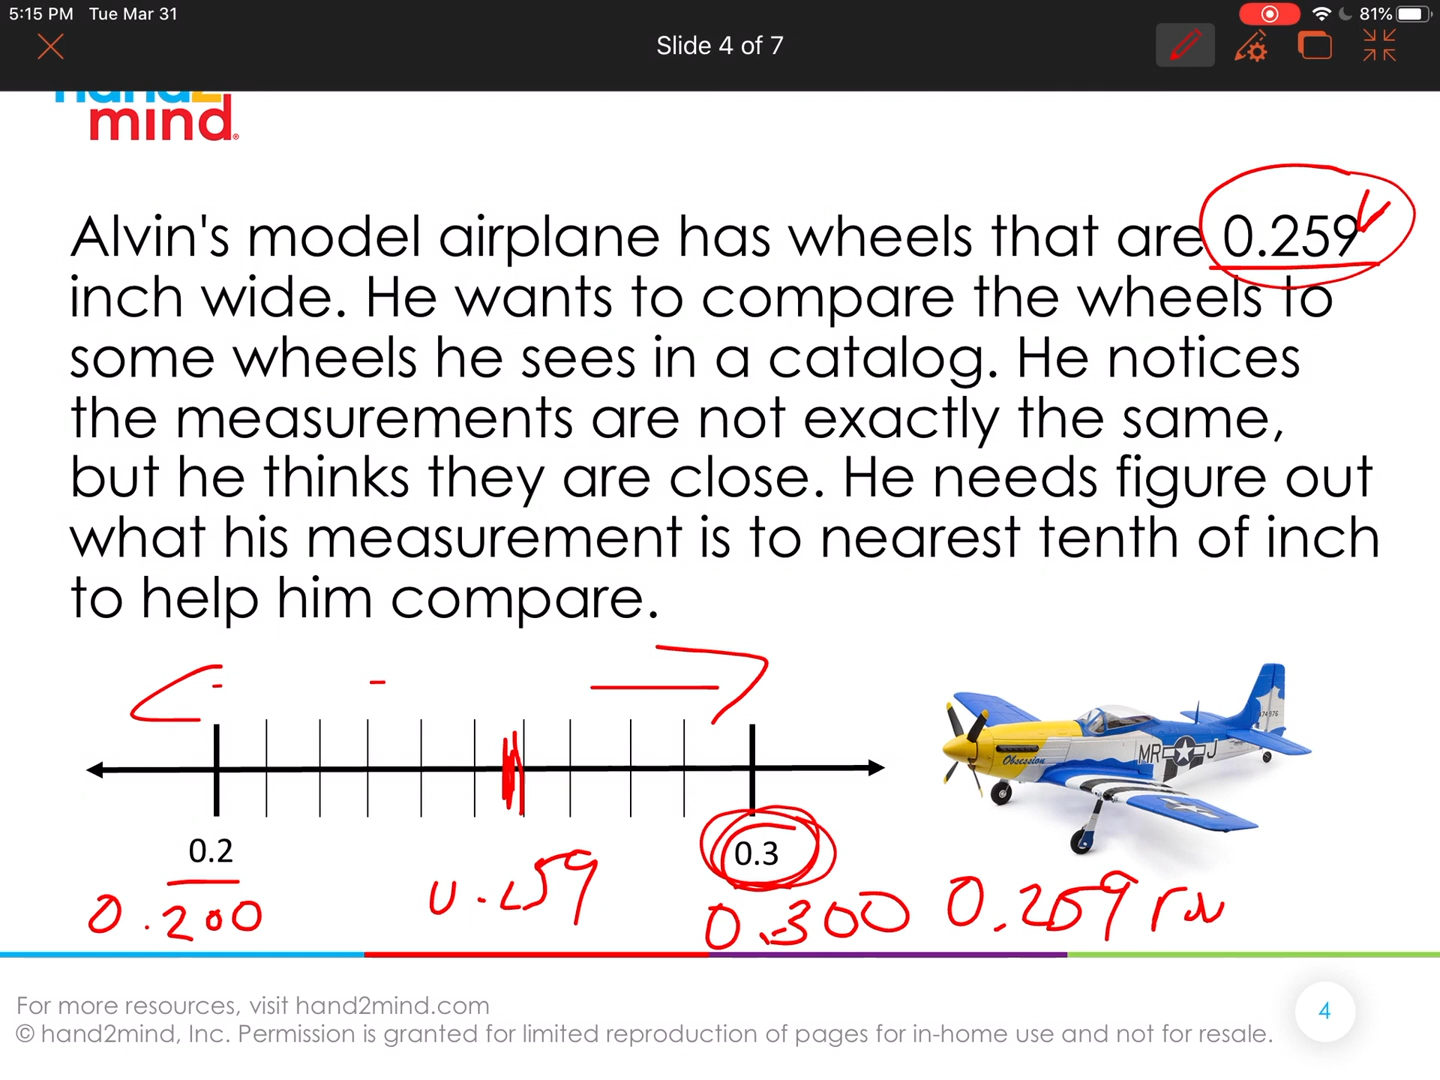 5:15 PM Tue Mar 31
81%
Slide 4 of 7
hand2
mind®
Alvin's model airplane has wheels that are 0.259
inch wide. He wants to compare the wheels to
some wheels he sees in a catalog. He notices
the measurements are not exactly the same,
but he thinks they are close. He needs figure out
what his measurement is to nearest tenth of inch
to help him compare.
MR J
Obsession
0.2
0.3
0.200
0.259
0.300
0.259
For more resources, visit hand2mind.com
© hand2mind, Inc. Permission is granted for limited reproduction of pages for in-home use and not for resale.
4